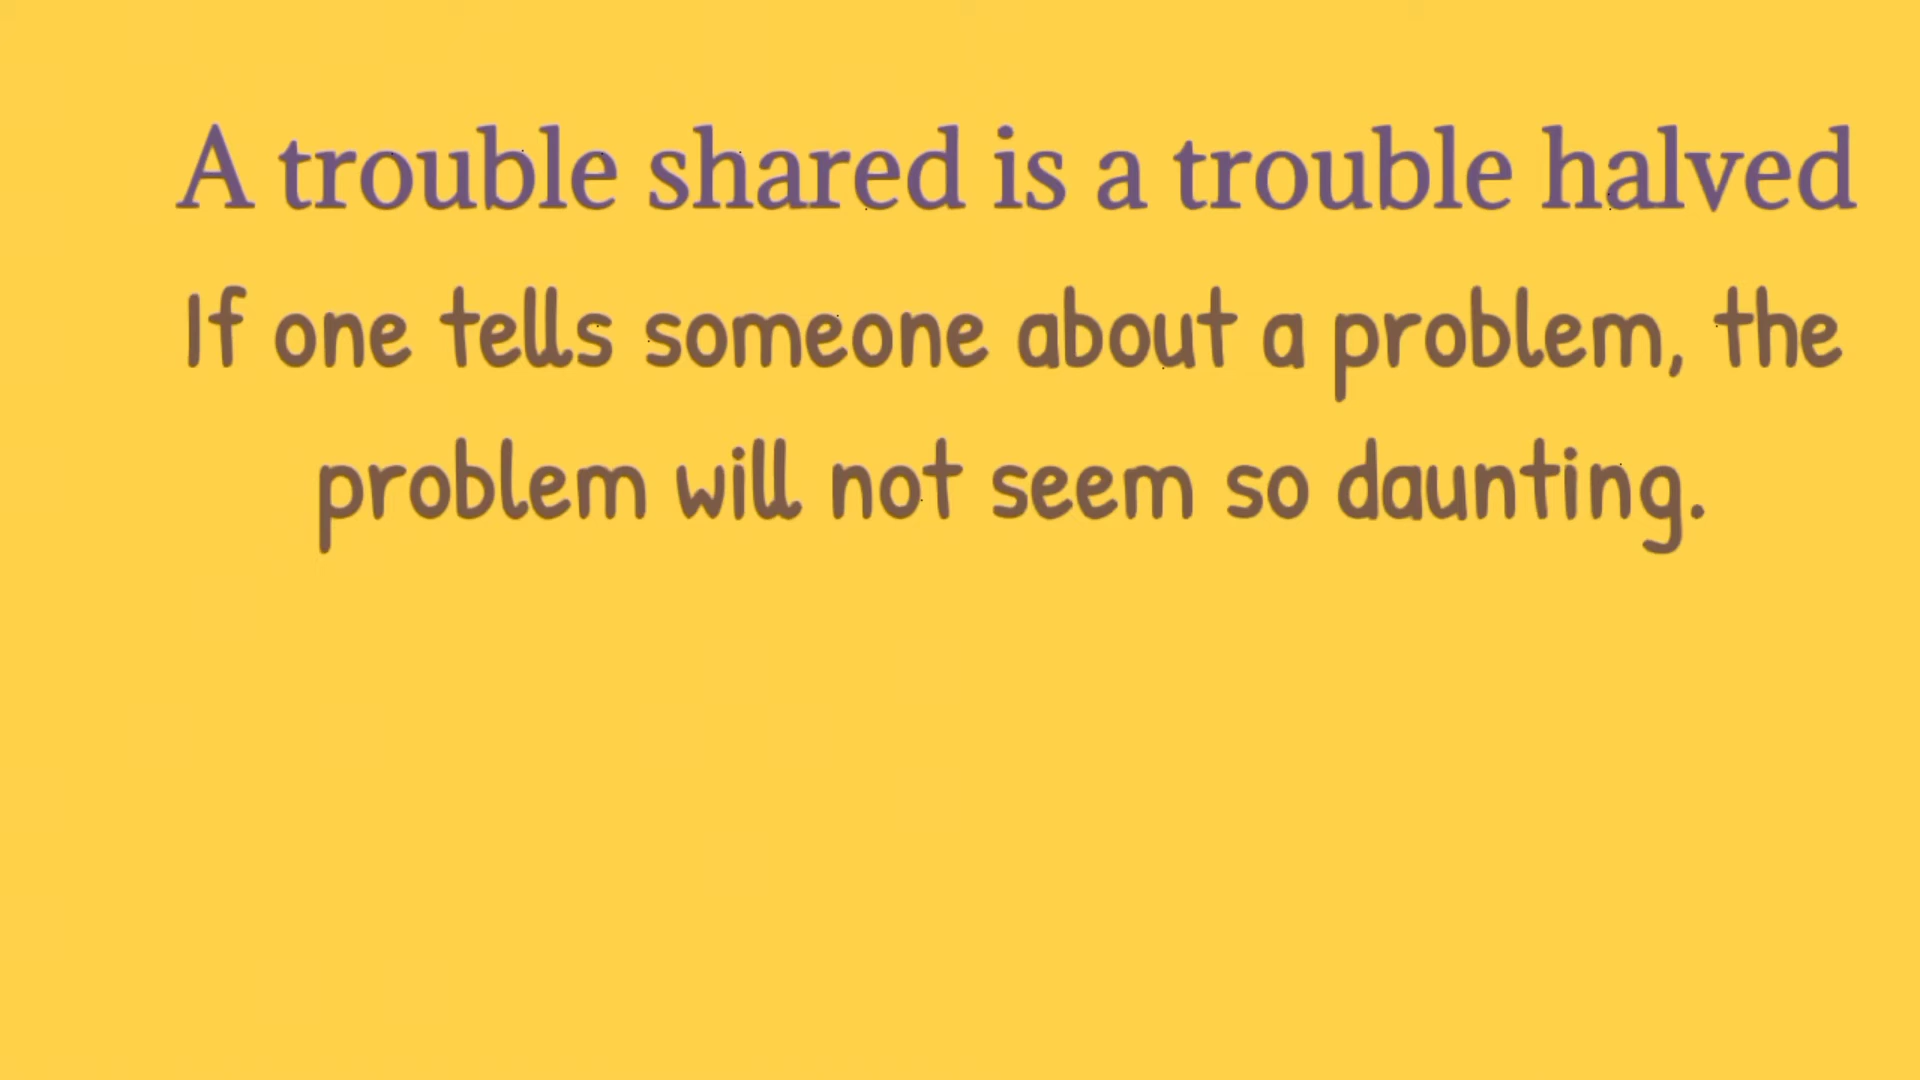 A trouble shared is a trouble halved
If one tells someone about a problem, the
problem will not seem so daunting.